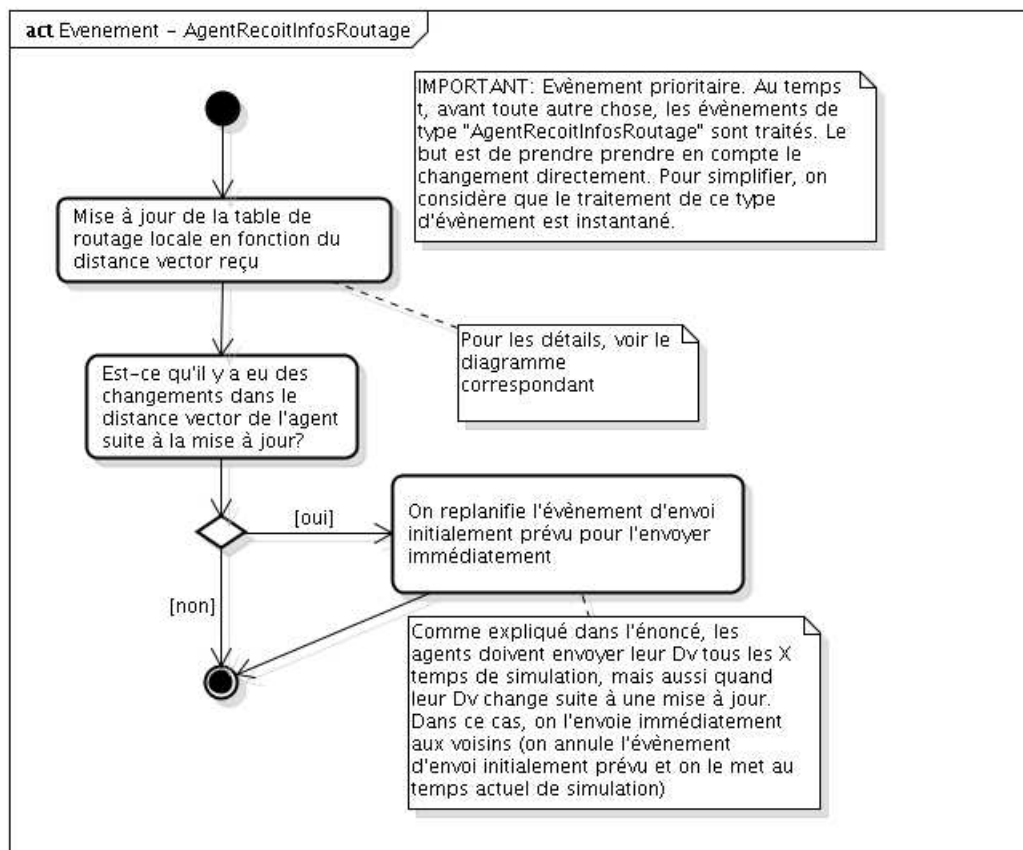 act Evenement - AgentRecoitInfosRoutage
IMPORTANT: Evènement prioritaire. Au temps
t, avant toute autre chose, les évènements de
type "AgentRecoitInfosRoutage" sont traités. Le
but est de prendre prendre en compte le
changement directement. Pour simplifier, on
considère que le traitement de ce type
d'évènement est instantané.
Mise à jour de la table de
routage locale en fonction du
distance vector reçu
Pour les détails, voir le
diagramme
correspondant
Est-ce qu'il y a eu des
changements dans le
distance vector de l'agent
suite à la mise à jour?
[oui]
On replanifie l'évènement d'envoi
initialement prévu pour l'envoyer
immédiatement
[non]
Comme expliqué dans l'énoncé, les
agents doivent envoyer leur Dv tous les X
temps de simulation, mais aussi quand
leur Dv change suite à une mise à jour.
Dans ce cas, on l'envoie immédiatement
aux voisins (on annule l'évènement
d'envoi initialement prévu et on le met au
temps actuel de simulation)